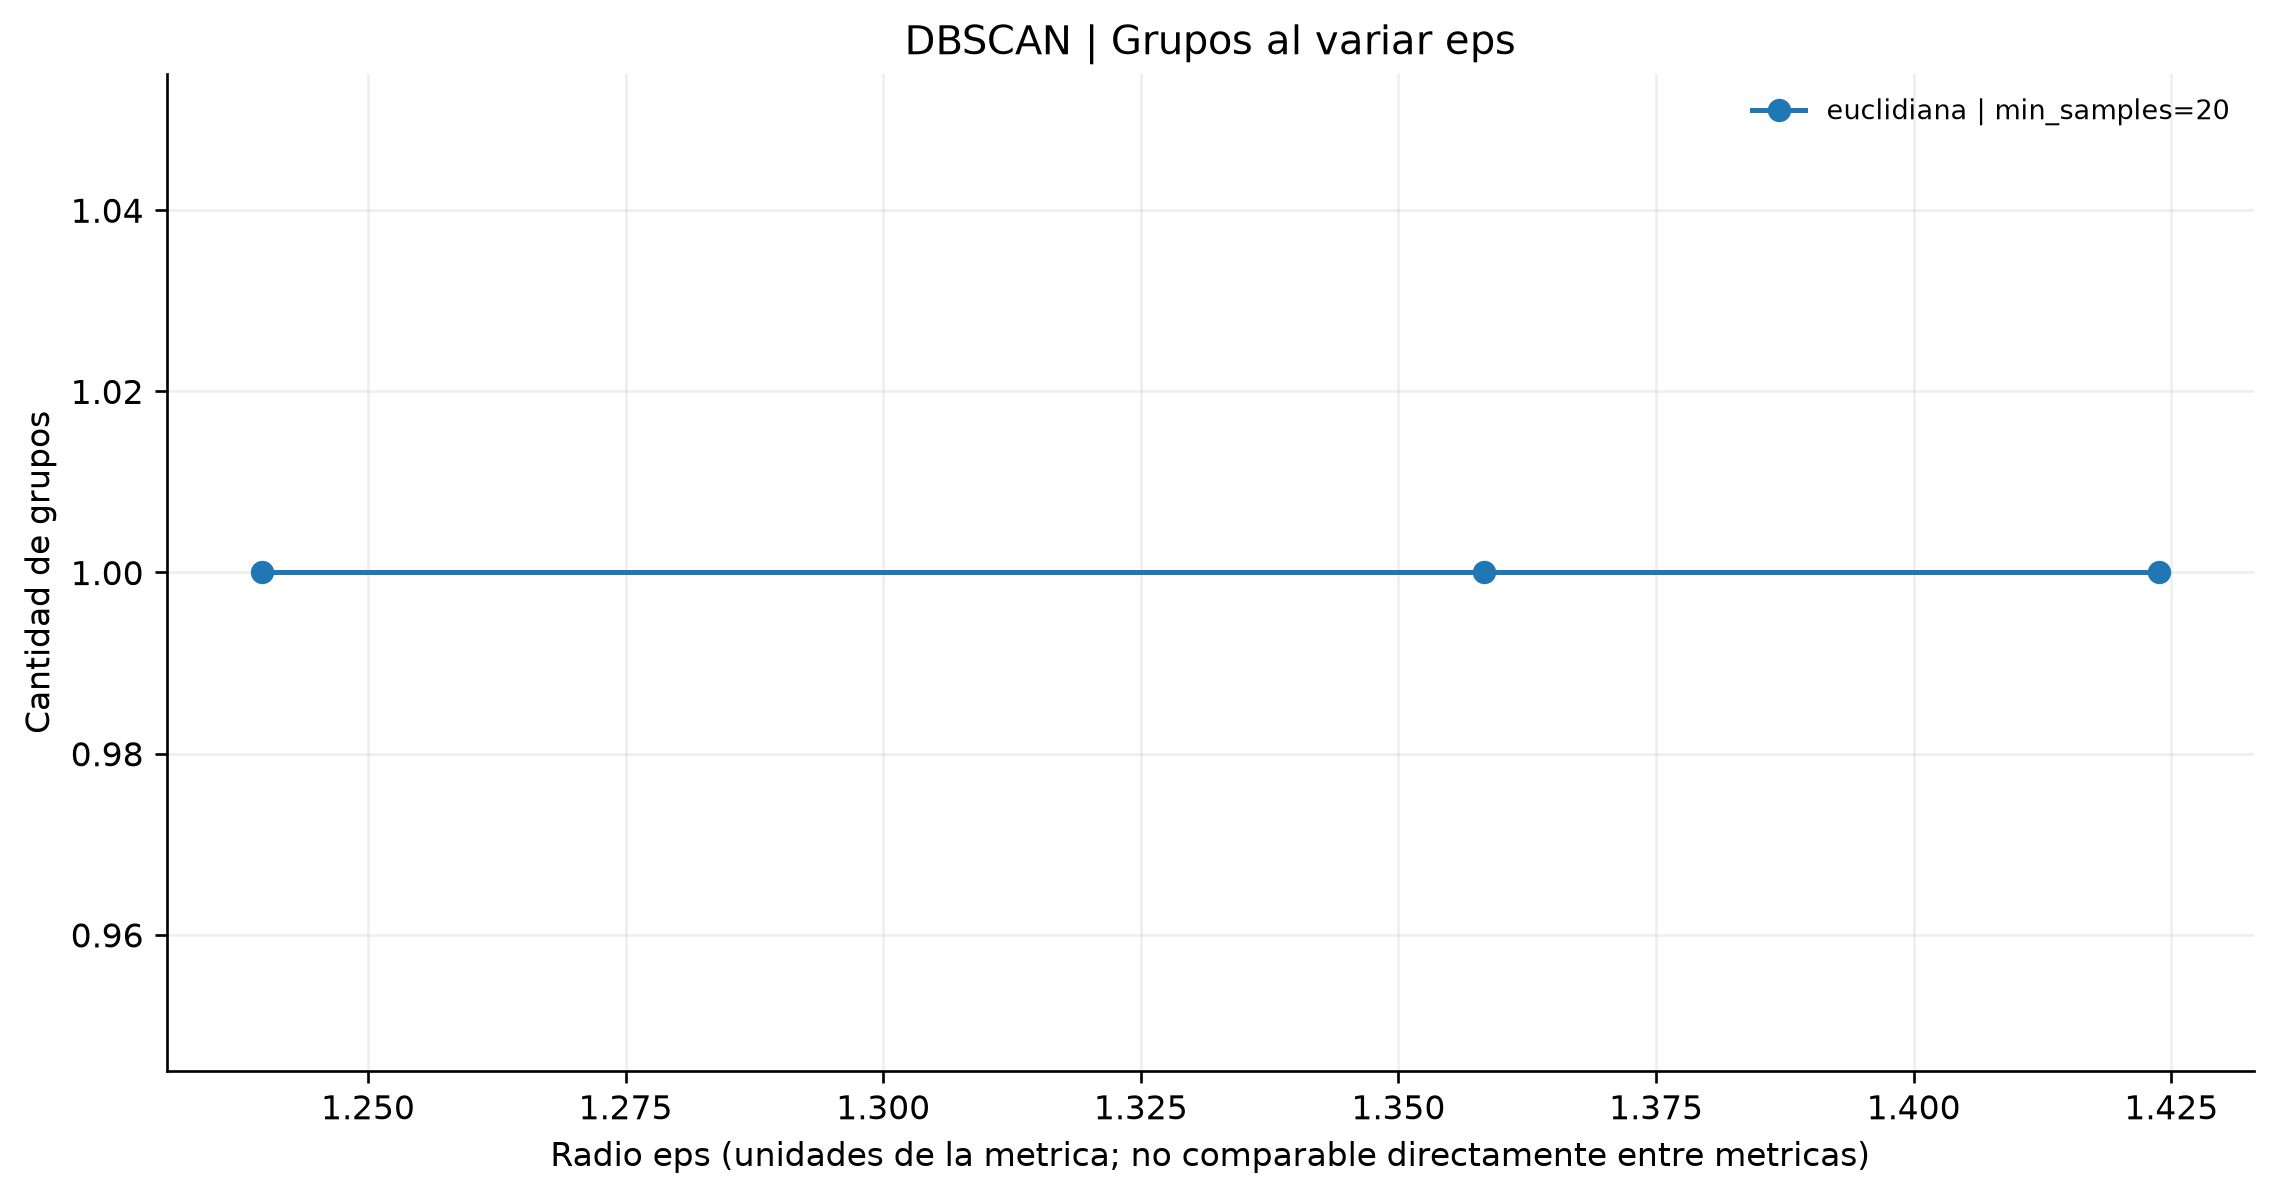 DBSCAN | Grupos al variar eps
euclidiana | min_samples=20
Cantidad de grupos
1.04
1.02
1.00
0.98
0.96
1.250 1.275 1.300 1.325 1.350 1.375 1.400 1.425
Radio eps (unidades de la metrica; no comparable directamente entre metricas)